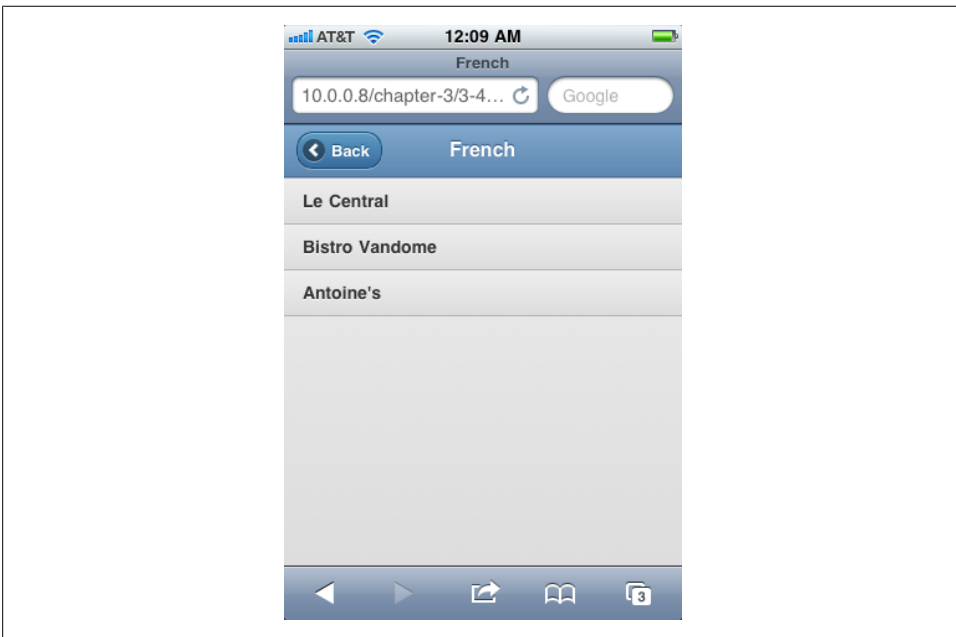 AT&T 12:09 AM
French
10.0.0.8/chapter-3/3-4... Google
Back French
Le Central
Bistro Vandome
Antoine's
3